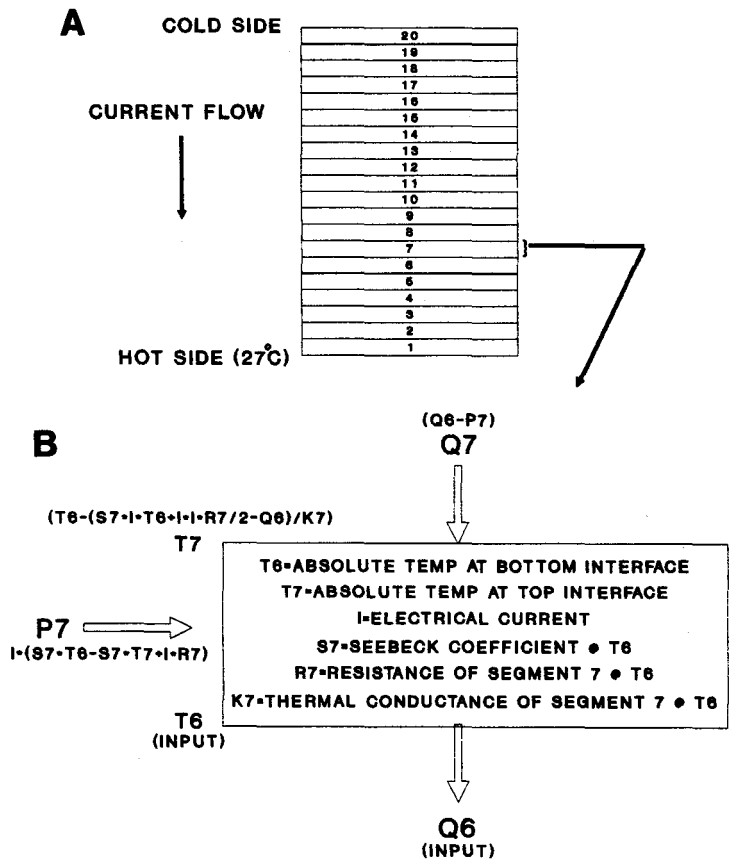 A
COLD SIDE
20
19
18
17
16
15
14
13
12
11
10
9
8
7
6
5
4
3
2
1
CURRENT FLOW
HOT SIDE (27°C)
B
(Q6-P7)
Q7
(T6-(S7*I*T6+I*I*R7/2-Q6)/K7)
T7
T6=ABSOLUTE TEMP AT BOTTOM INTERFACE
T7=ABSOLUTE TEMP AT TOP INTERFACE
I=ELECTRICAL CURRENT
S7=SEEBECK COEFFICIENT @ T6
R7=RESISTANCE OF SEGMENT 7 @ T6
K7=THERMAL CONDUCTANCE OF SEGMENT 7 @ T6
P7
I*(S7*T6-S7*T7+I*R7)
T6
(INPUT)
Q6
(INPUT)